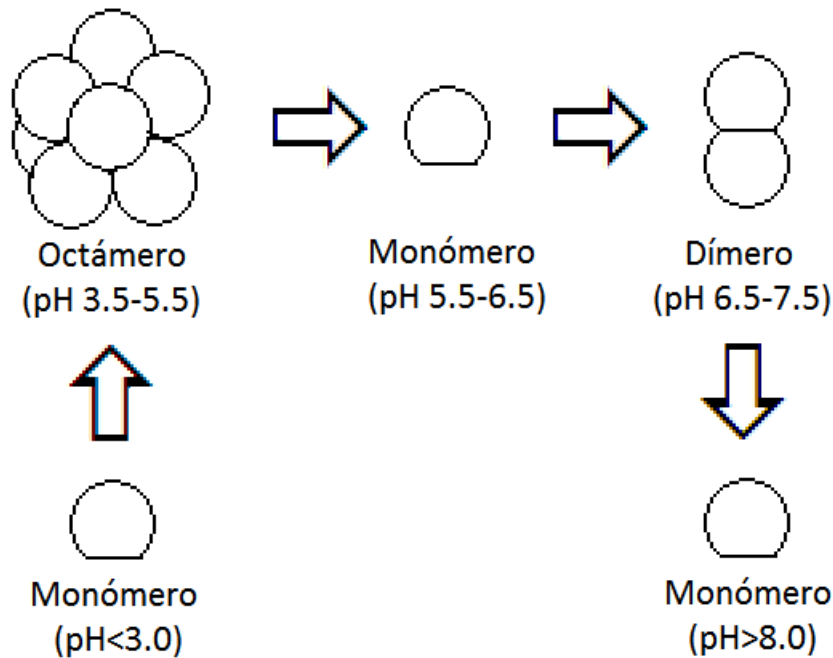 Octámero
(pH 3.5-5.5)
Monómero
(pH 5.5-6.5)
Dímero
(pH 6.5-7.5)
Monómero
(pH<3.0)
Monómero
(pH>8.0)